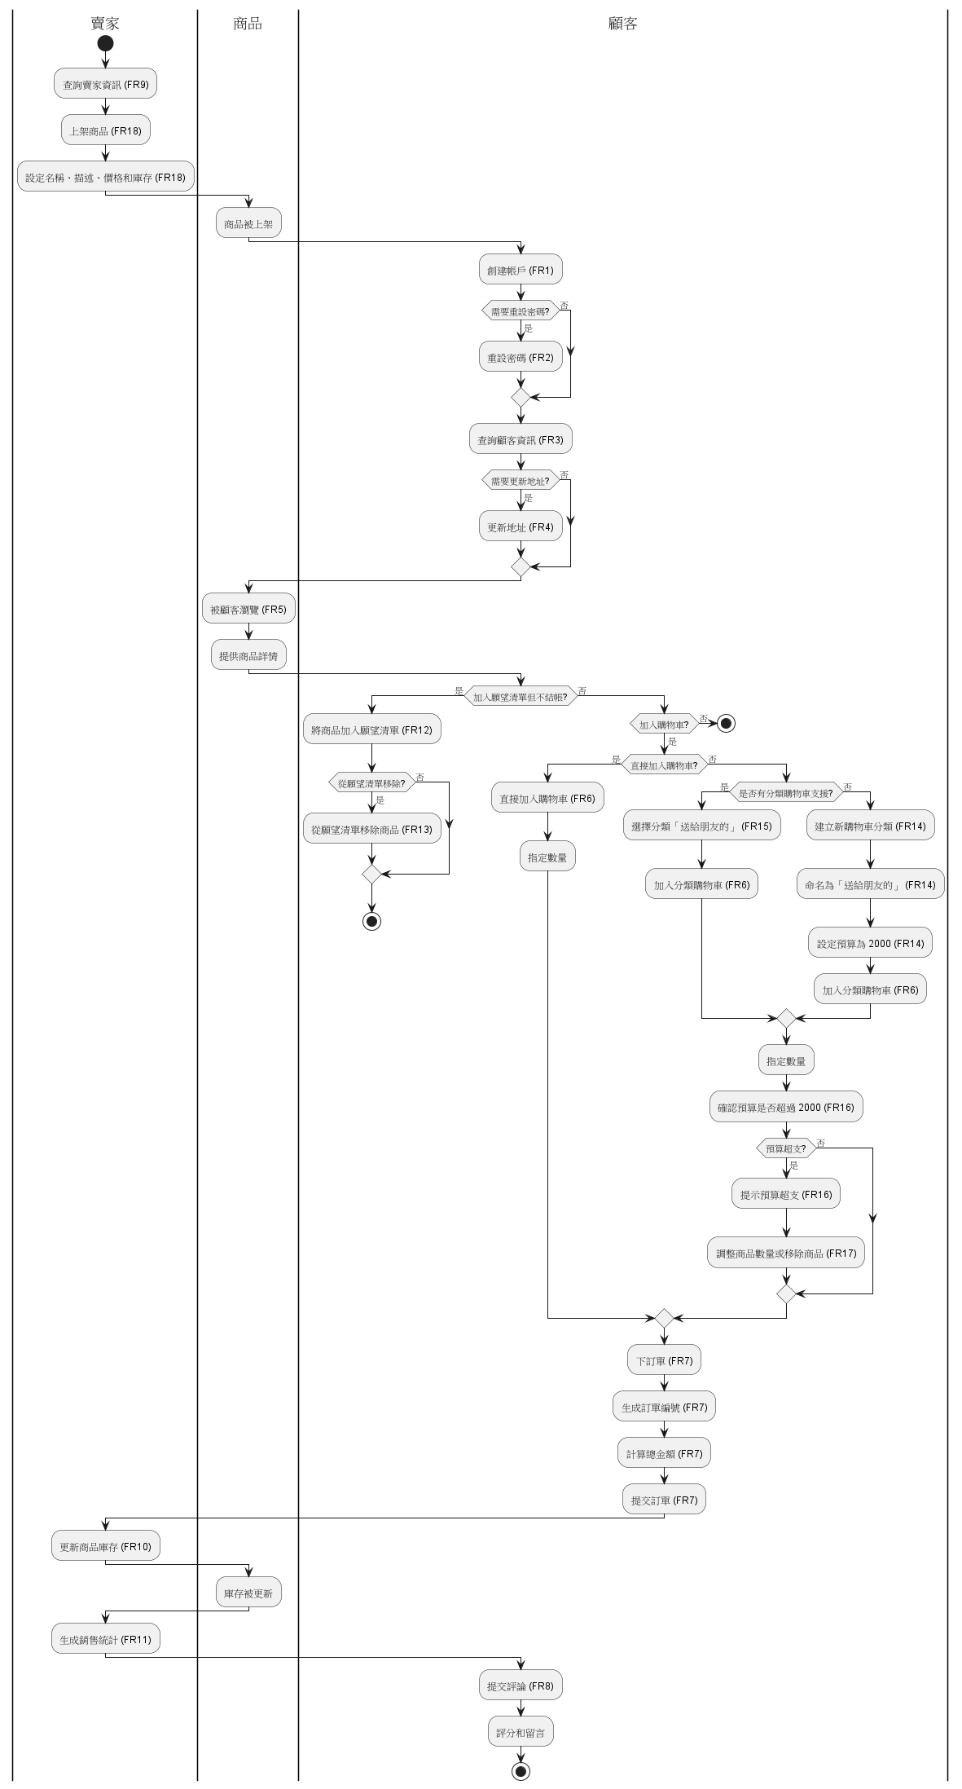 賣家
商品
顧客
查詢賣家資訊 (FR9)
上架商品 (FR18)
設定名稱、描述、價格和庫存 (FR18)
商品被上架
創建帳戶 (FR1)
需要重設密碼?
否
是
重設密碼 (FR2)
查詢顧客資訊 (FR3)
需要更新地址?
否
是
更新地址 (FR4)
被顧客瀏覽 (FR5)
提供商品詳情
是
加入願望清單但不結帳?
否
將商品加入願望清單 (FR12)
從願望清單移除?
否
是
從願望清單移除商品 (FR13)
加入購物車?
否
是
是
直接加入購物車?
否
直接加入購物車 (FR6)
指定數量
是
是否有分類購物車支援?
否
選擇分類「送給朋友的」 (FR15)
加入分類購物車 (FR6)
建立新購物車分類 (FR14)
命名為「送給朋友的」 (FR14)
設定預算為 2000 (FR14)
加入分類購物車 (FR6)
指定數量
確認預算是否超過 2000 (FR16)
預算超支?
否
是
提示預算超支 (FR16)
調整商品數量或移除商品 (FR17)
下訂單 (FR7)
生成訂單編號 (FR7)
計算總金額 (FR7)
提交訂單 (FR7)
更新商品庫存 (FR10)
庫存被更新
生成銷售統計 (FR11)
提交評論 (FR8)
評分和留言